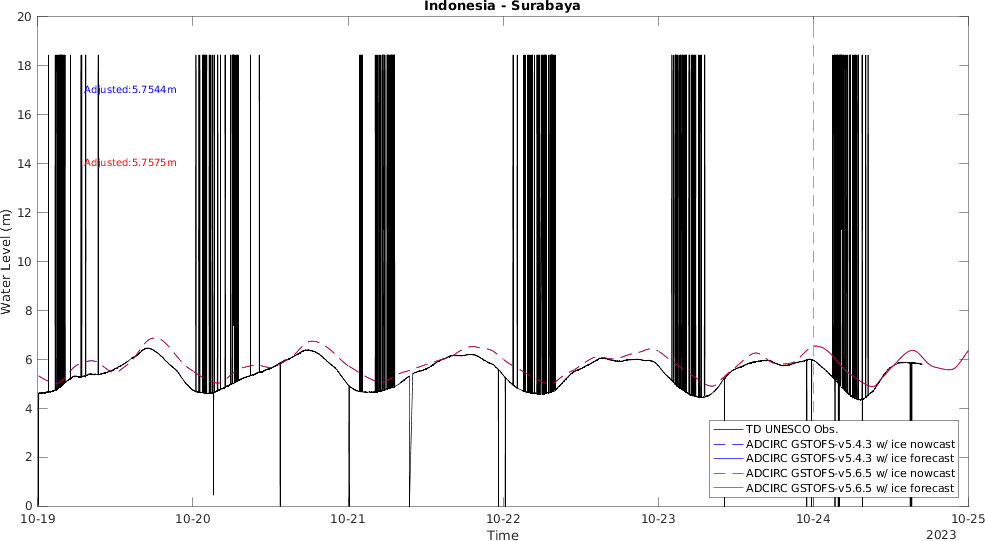 Indonesia - Surabaya
20
18
16
14
12
10
8
6
4
2
0
Water Level (m)
Adjusted:5.7544m
Adjusted:5.7575m
TD UNESCO Obs.
ADCIRC GSTOFS-v5.4.3 w/ ice nowcast
ADCIRC GSTOFS-v5.4.3 w/ ice forecast
ADCIRC GSTOFS-v5.6.5 w/ ice nowcast
ADCIRC GSTOFS-v5.6.5 w/ ice forecast
10-19 10-20 10-21 10-22 10-23 10-24 10-25
Time
2023